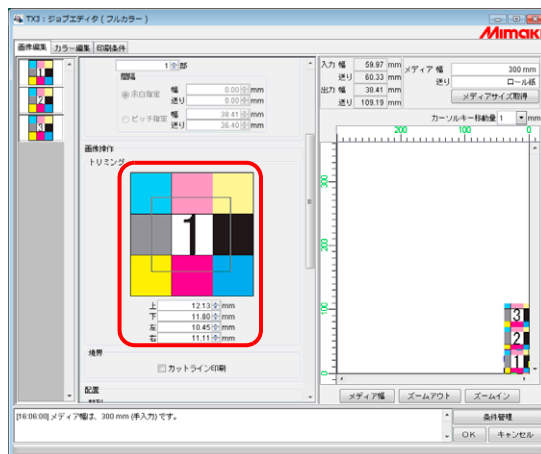 TX3 : ジョブエディタ ( フルカラー )
Mimaki
画像編集 カラー編集 印刷条件
1 部
間隔
余白指定 幅 0.00 mm
送り 0.00 mm
ピッチ指定 幅 38.41 mm
送り 36.40 mm
画像操作
トリミング
1
上 12.13 mm
下 11.80 mm
左 10.45 mm
右 11.11 mm
境界
カットライン印刷
配置
入力 幅 59.97 mm
送り 60.33 mm
出力 幅 38.41 mm
送り 109.19 mm
メディア 幅 300 mm
送り ロール紙
メディアサイズ取得
カーソルキー移動量 1 mm
200 100 0
300
200
100
0
3
2
1
1
2
3
メディア幅 ズームアウト ズームイン
[16:06:00] メディア幅は、300 mm (手入力) です。
条件管理
OK キャンセル